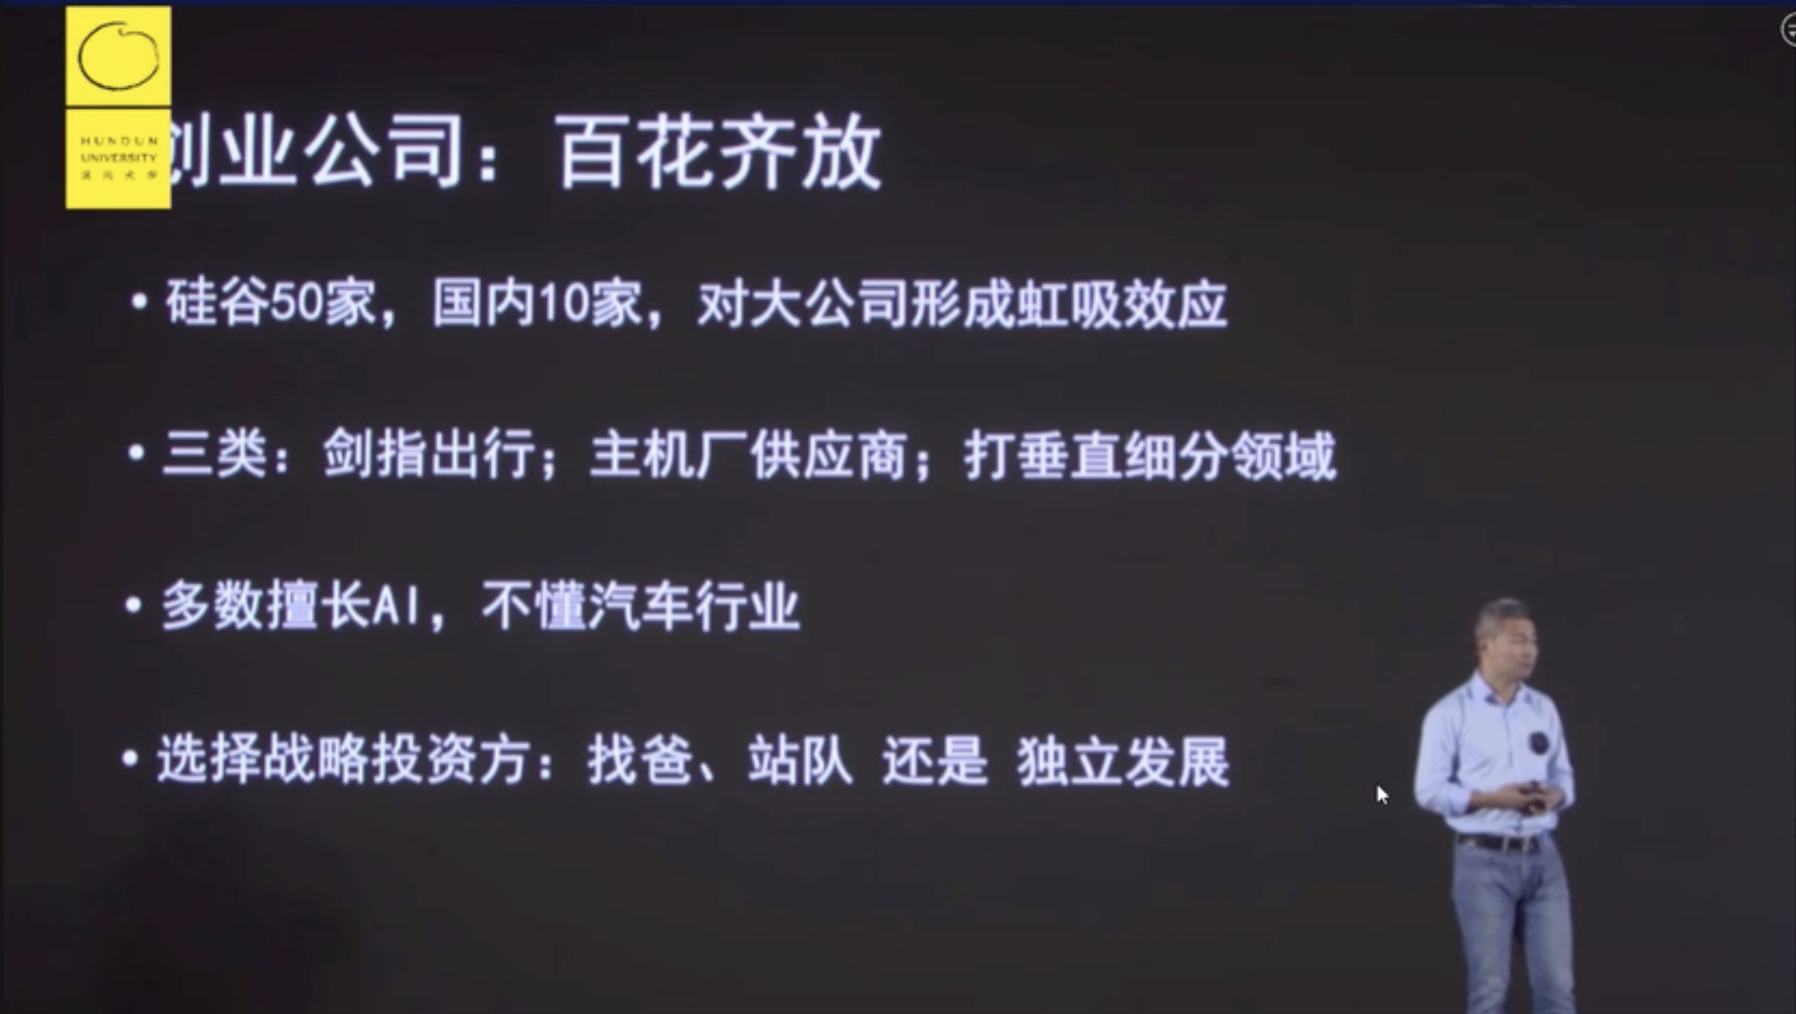 HUNDUN
UNIVERSITY
混沌大学
创业公司：百花齐放
• 硅谷50家，国内10家，对大公司形成虹吸效应
• 三类：剑指出行；主机厂供应商；打垂直细分领域
• 多数擅长AI，不懂汽车行业
• 选择战略投资方：找爸、站队 还是 独立发展